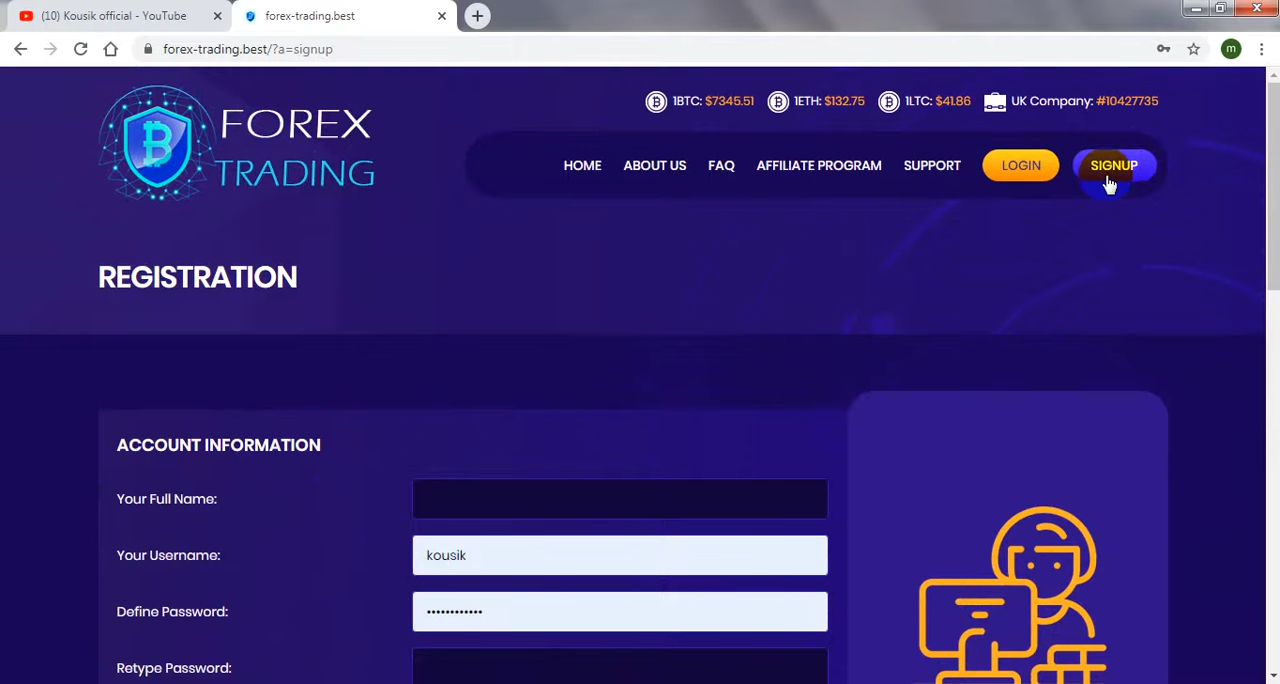 (10) Kousik official - YouTube
forex-trading.best
forex-trading.best/?a=signup
m
FOREX
TRADING
1BTC: $7345.51
1ETH: $132.75
1LTC: $41.86
UK Company: #10427735
HOME
ABOUT US
FAQ
AFFILIATE PROGRAM
SUPPORT
LOGIN
SIGNUP
REGISTRATION
ACCOUNT INFORMATION
Your Full Name:
Your Username:
kousik
Define Password:
••••••••••••
Retype Password: